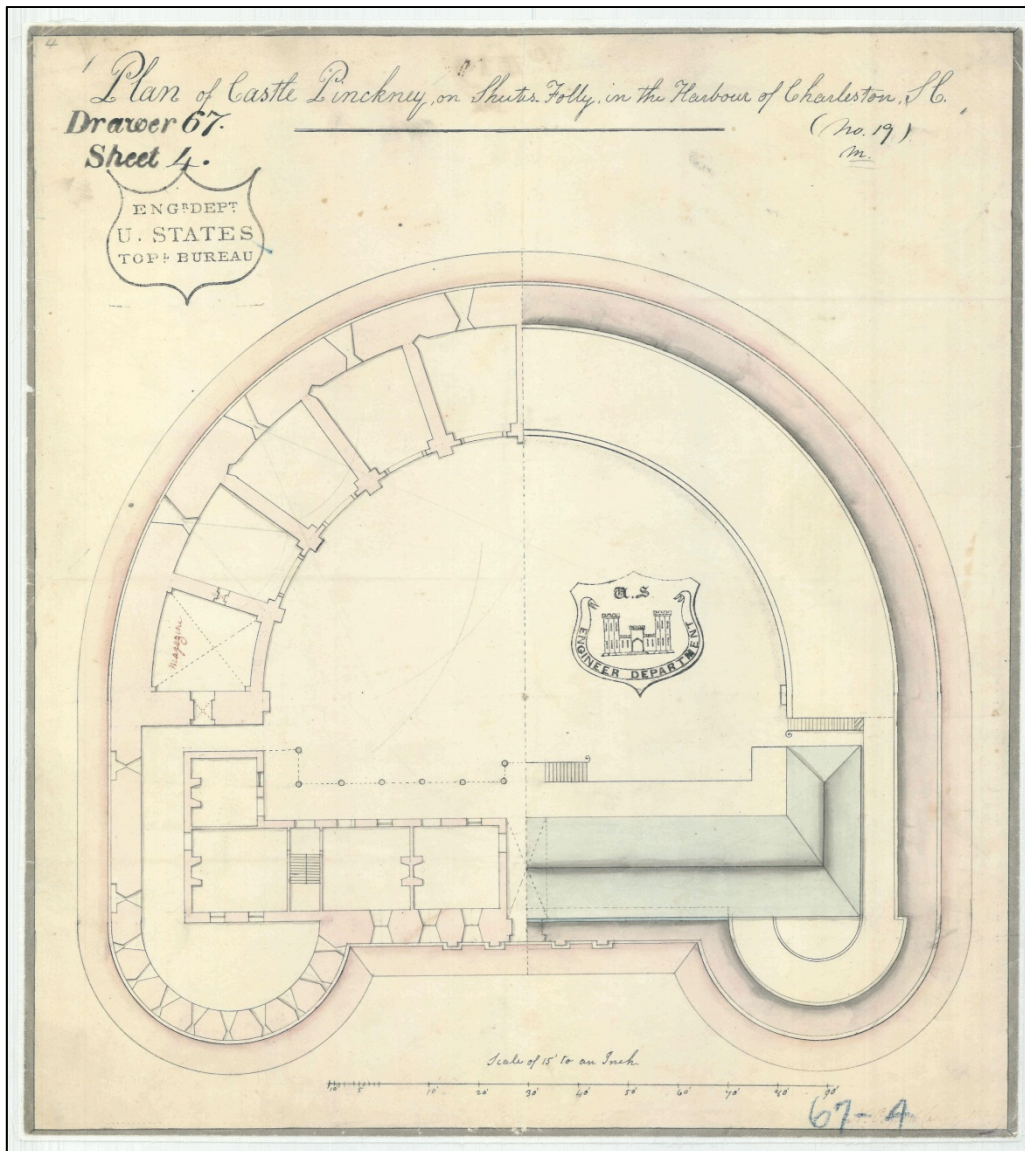 4
Plan of Castle Pinckney, on Shutes Folly, in the Harbour of Charleston, S.C.
Drawer 67.
Sheet 4.
(No. 19)
m.
ENGR DEPT
U. STATES
TOPL BUREAU
U.S
ENGINEER DEPARTMENT
Magazine
Scale of 15' to an Inch.
10' 5 10' 20' 30' 40' 50' 60' 70' 80' 90'
67-4